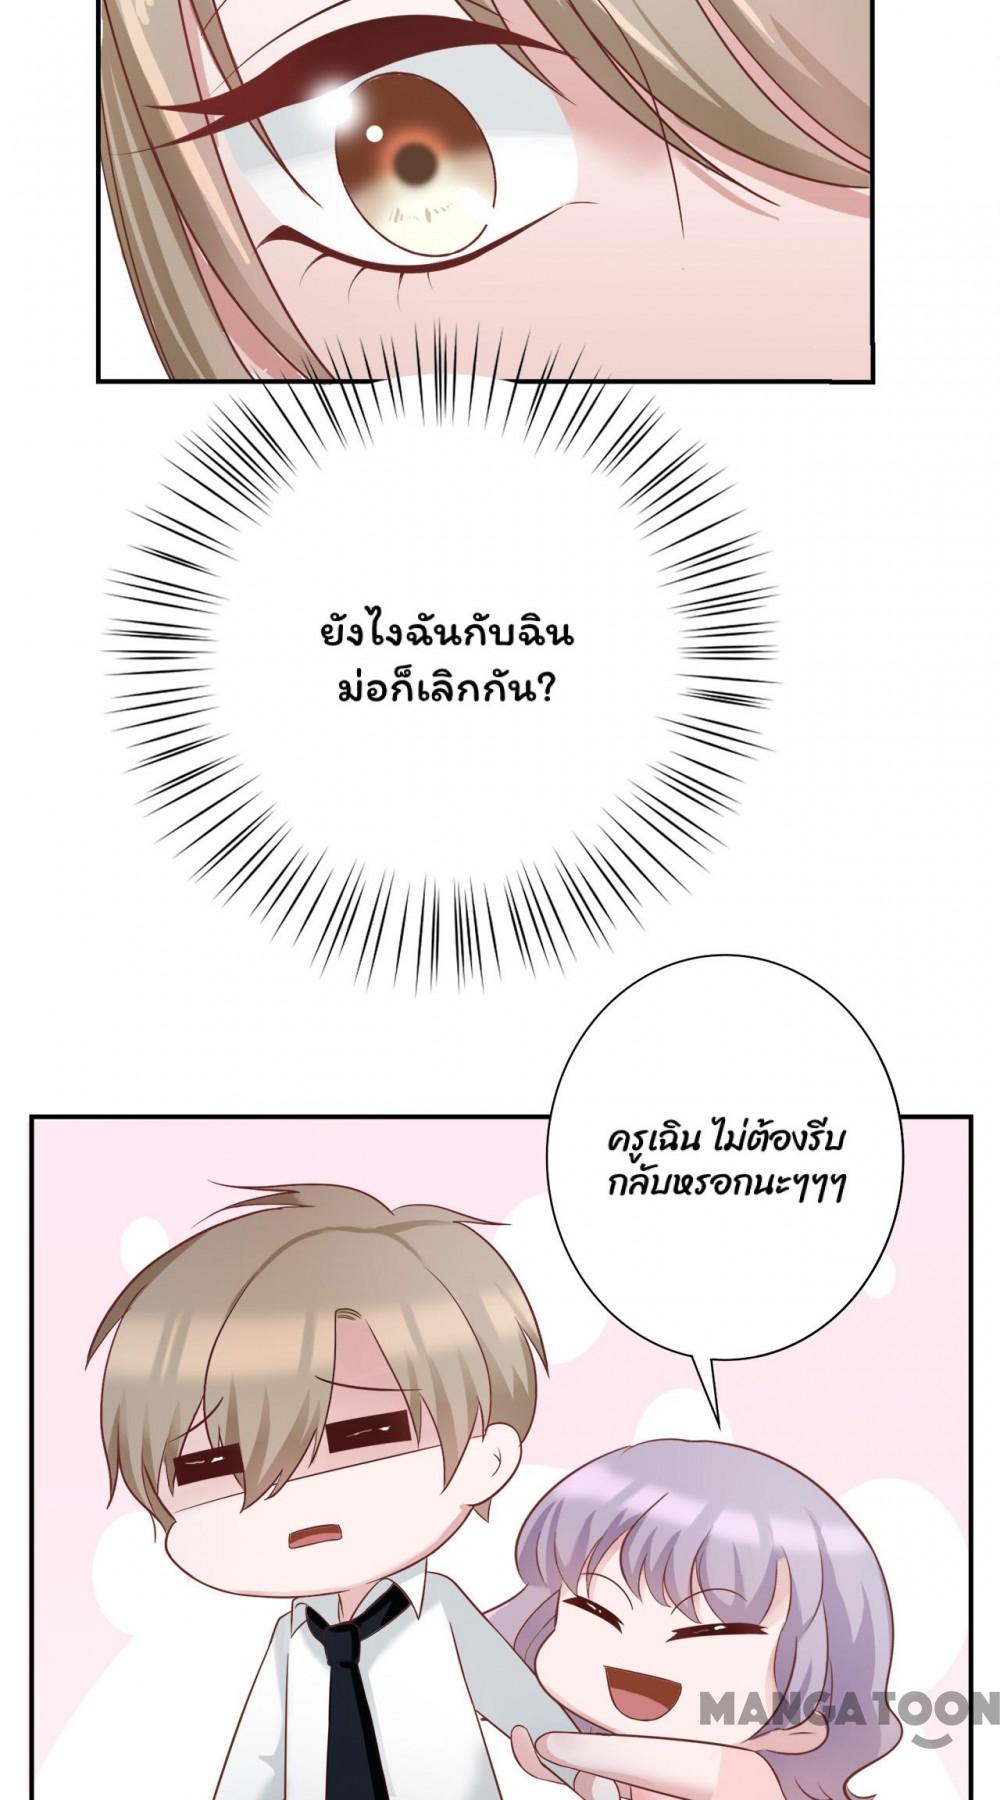 ยังไงฉันกับฉิน
ม่อก็เลิกกัน?
ครูเฉิน ไม่ต้องรีบ
กลับหรอกนะๆๆๆ
MANGATOON